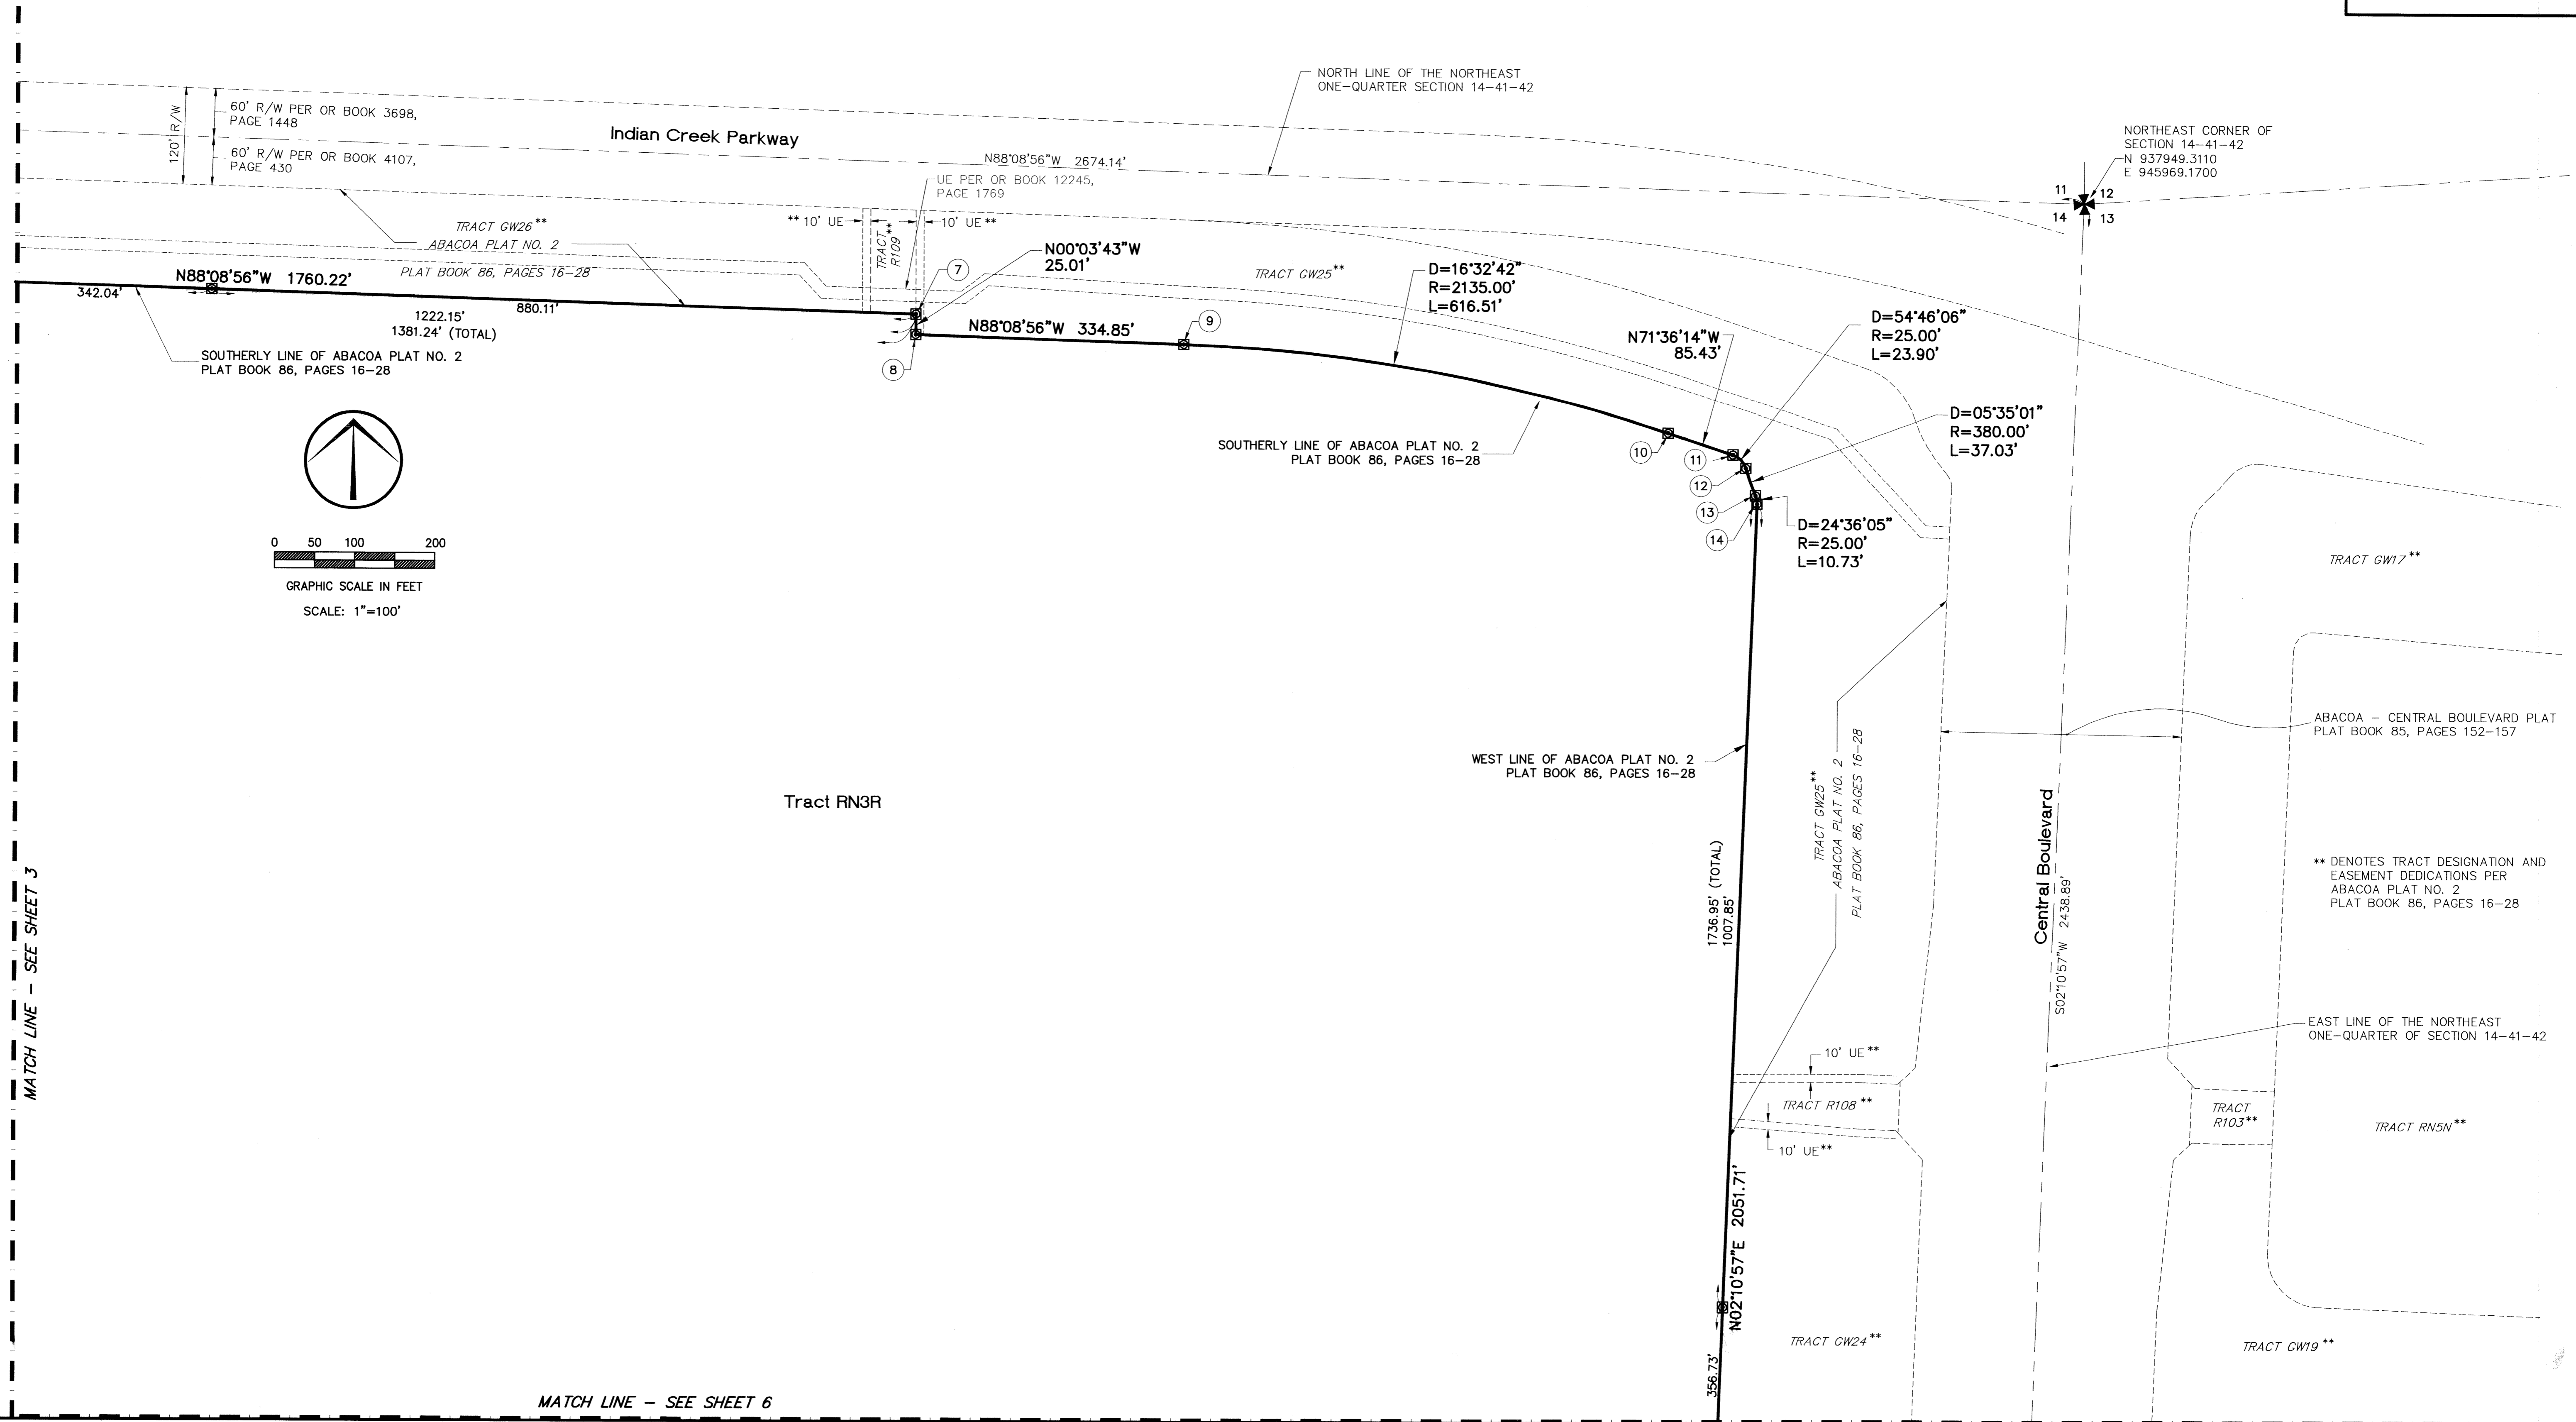 NORTH LINE OF THE NORTHEAST
ONE-QUARTER SECTION 14-41-42
60' R/W PER OR BOOK 3698,
PAGE 1448
120' R/W
60' R/W PER OR BOOK 4107,
PAGE 430
Indian Creek Parkway
N88°08'56"W 2674.14'
NORTHEAST CORNER OF
SECTION 14-41-42
N 937949.3110
E 945969.1700
11
12
14
13
UE PER OR BOOK 12245,
PAGE 1769
TRACT GW26**
ABACOA PLAT NO. 2
PLAT BOOK 86, PAGES 16-28
** 10' UE
TRACT
R109**
10' UE**
N00°03'43"W
25.01'
7
TRACT GW25**
D=16°32'42"
R=2135.00'
L=616.51'
N88°08'56"W 1760.22'
342.04'
880.11'
1222.15'
1381.24' (TOTAL)
SOUTHERLY LINE OF ABACOA PLAT NO. 2
PLAT BOOK 86, PAGES 16-28
N88°08'56"W 334.85'
9
8
N71°36'14"W
85.43'
D=54°46'06"
R=25.00'
L=23.90'
D=05°35'01"
R=380.00'
L=37.03'
SOUTHERLY LINE OF ABACOA PLAT NO. 2
PLAT BOOK 86, PAGES 16-28
10
11
12
13
14
D=24°36'05"
R=25.00'
L=10.73'
0 50 100 200
GRAPHIC SCALE IN FEET
SCALE: 1"=100'
TRACT GW17**
WEST LINE OF ABACOA PLAT NO. 2
PLAT BOOK 86, PAGES 16-28
ABACOA - CENTRAL BOULEVARD PLAT
PLAT BOOK 85, PAGES 152-157
Tract RN3R
TRACT GW25**
ABACOA PLAT NO. 2
PLAT BOOK 86, PAGES 16-28
Central Boulevard
S02°10'57"W 2438.89'
** DENOTES TRACT DESIGNATION AND
EASEMENT DEDICATIONS PER
ABACOA PLAT NO. 2
PLAT BOOK 86, PAGES 16-28
1736.95' (TOTAL)
1007.85'
MATCH LINE - SEE SHEET 3
EAST LINE OF THE NORTHEAST
ONE-QUARTER OF SECTION 14-41-42
10' UE**
TRACT R108**
10' UE**
TRACT
R103**
TRACT RN5N**
N02°10'57"E 2051.71'
356.73'
TRACT GW24**
TRACT GW19**
MATCH LINE - SEE SHEET 6